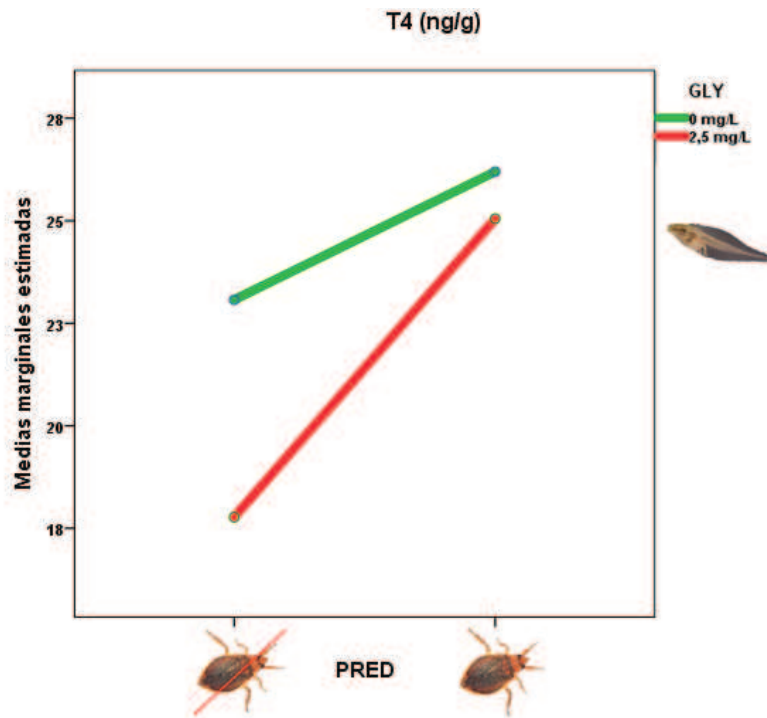 T4 (ng/g)
GLY
0 mg/L
2,5 mg/L
Medias marginales estimadas
28
25
23
20
18
PRED